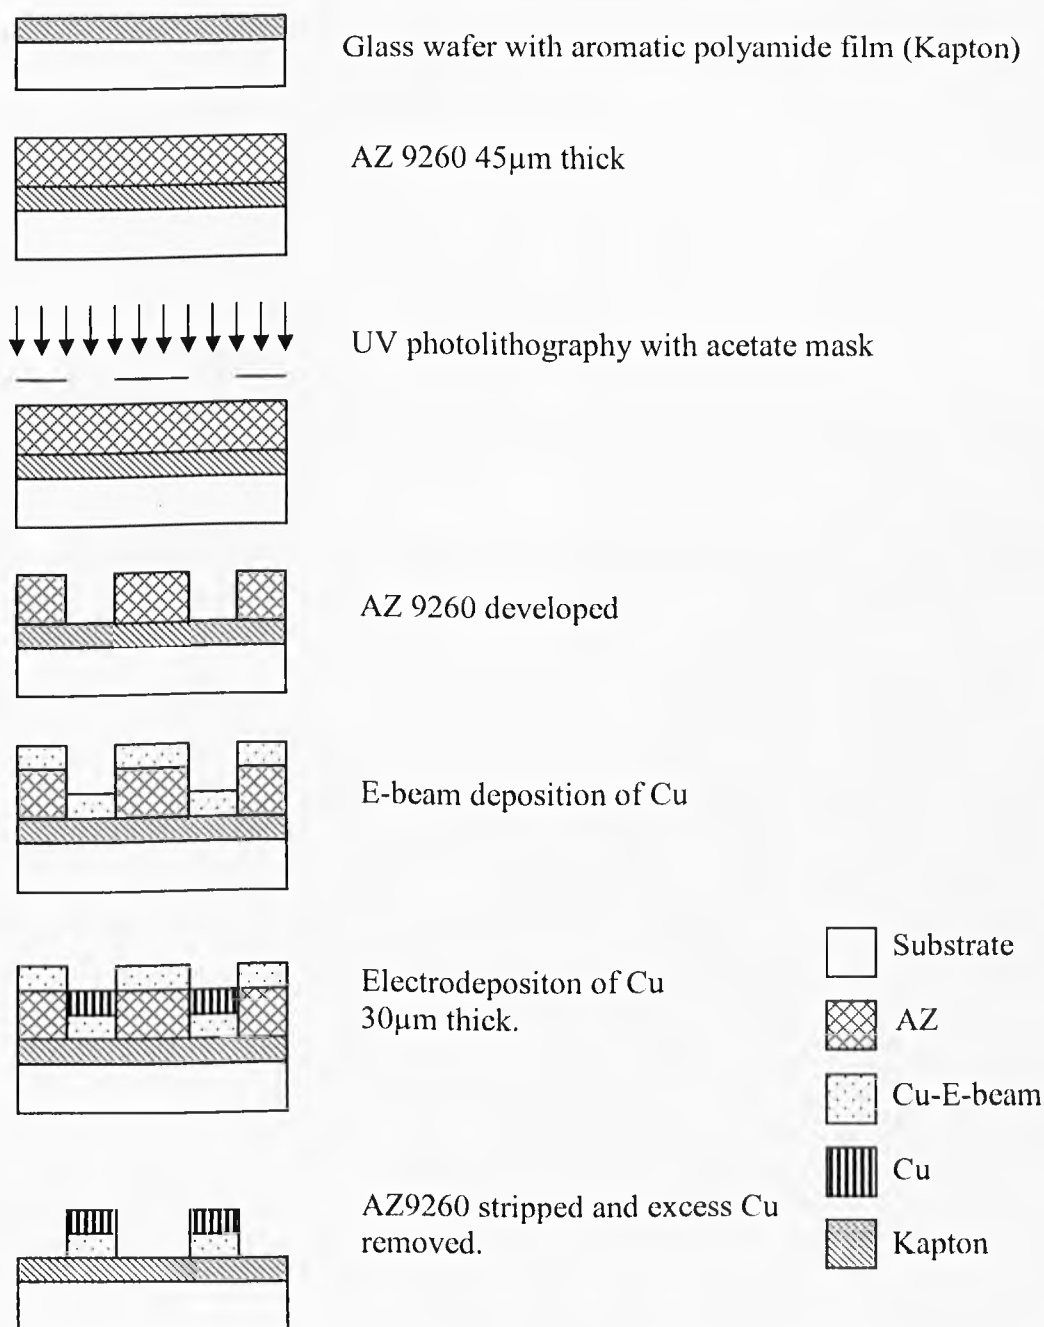 Glass wafer with aromatic polyamide film (Kapton)
AZ 9260 45µm thick
UV photolithography with acetate mask
AZ 9260 developed
E-beam deposition of Cu
Electrodepositon of Cu
30µm thick.
AZ9260 stripped and excess Cu
removed.
Substrate
AZ
Cu-E-beam
Cu
Kapton